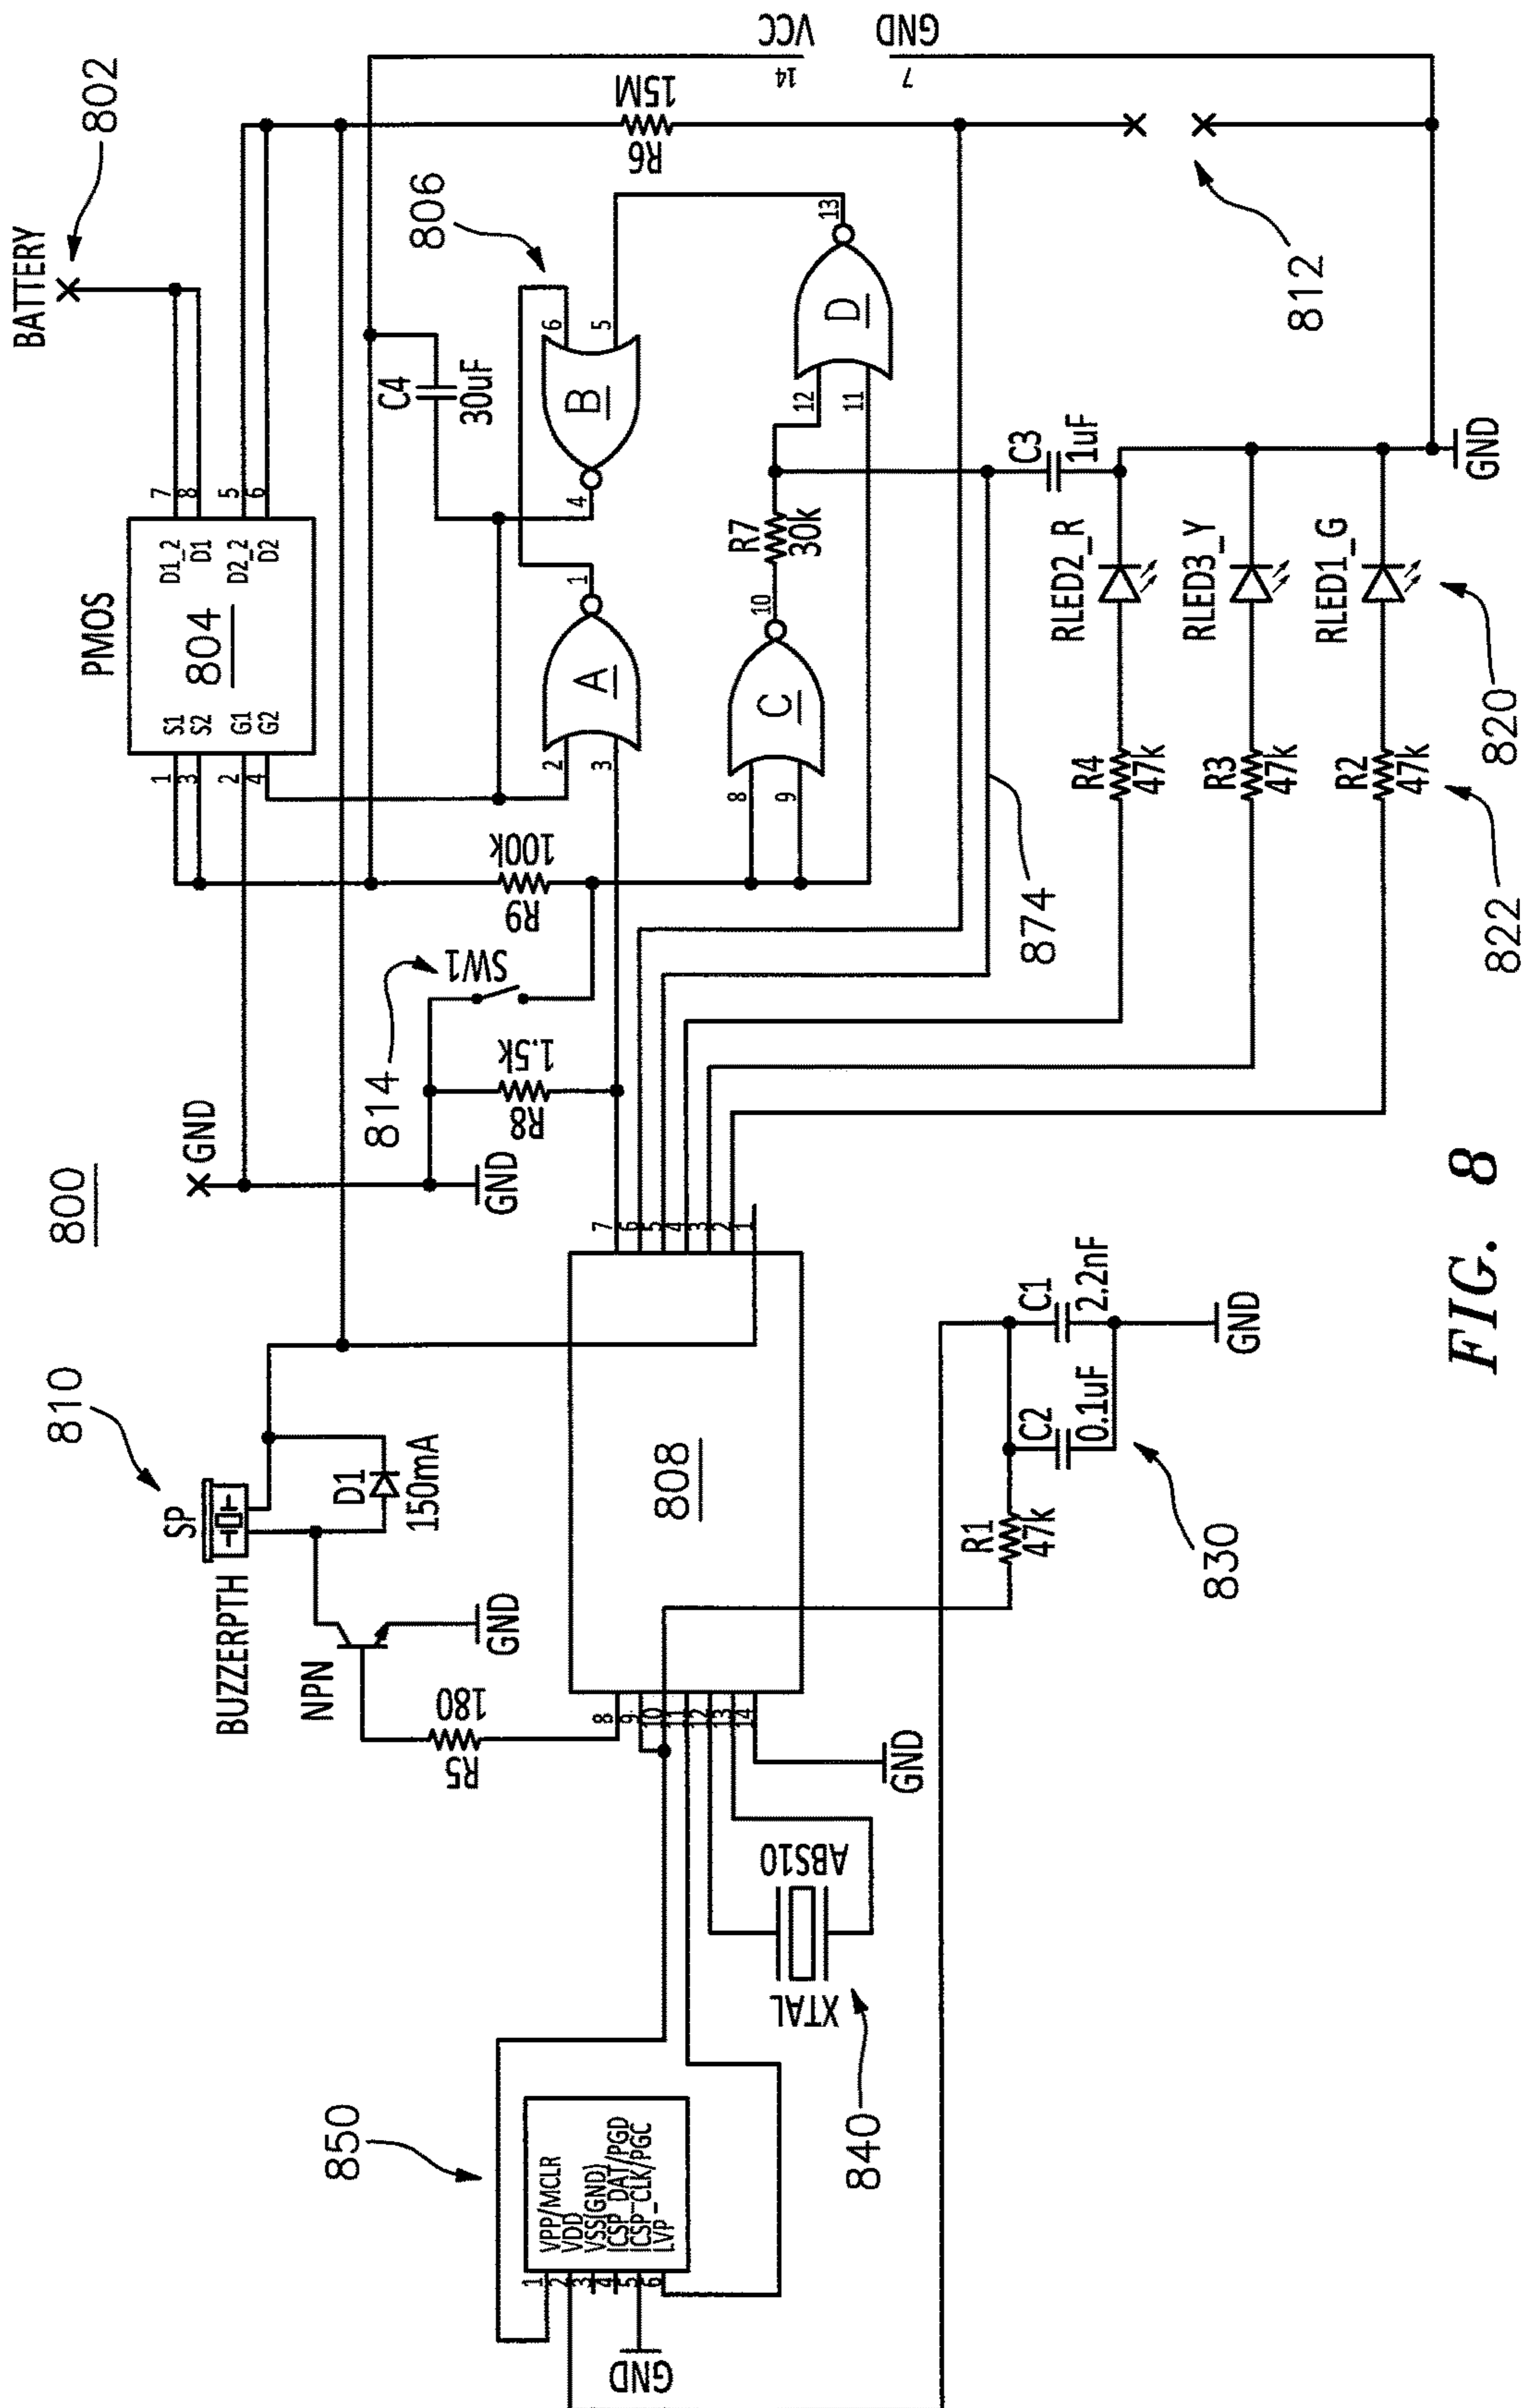 800
BATTERY
802
VCC
14
GND
7
PMOS
804
S1
S2
G1
G2
D1_2
D1
D2_2
D2
1
3
2
4
7
8
5
6
R6
15M
806
C4
30uF
A
2
3
1
B
6
5
4
C
8
9
10
D
12
11
13
R7
30k
C3
1uF
812
R9
100k
814
SW1
R8
1.5k
GND
GND
810
SP
BUZZERPTH
D1
150mA
NPN
GND
R5
180
808
7
6
5
4
3
2
1
8
9
10
11
12
13
14
GND
874
R4
47k
RLED2_R
R3
47k
RLED3_Y
R2
47k
RLED1_G
GND
820
822
R1
47k
C2
0.1uF
C1
2.2nF
GND
830
XTAL
ABS10
840
850
VPP/MCLR
VDD
VSS(GND)
ICSP_DAT/PGD
ICSP_CLK/PGC
LVP
1
2
3
4
5
6
GND
FIG. 8